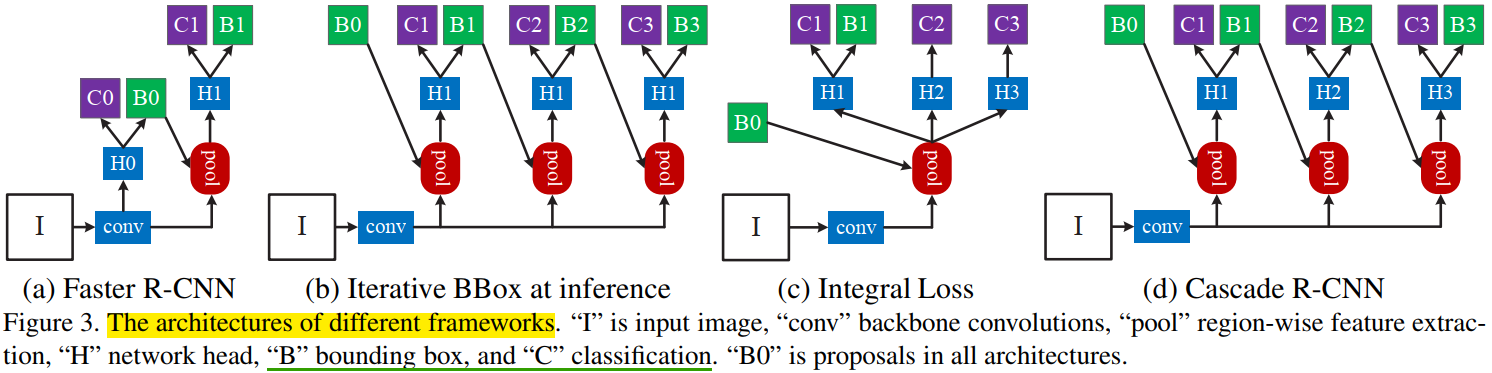 C1 B1 B0 C1 B1 C2 B2 C3 B3 C1 B1 C2 C3 B0 C1 B1 C2 B2 C3 B3
C0 B0 H1 H1 H1 H1 H1 H2 H3 H1 H2 H3
B0
H0 pool pool pool pool pool pool pool pool
I conv I conv I conv I conv
(a) Faster R-CNN (b) Iterative BBox at inference (c) Integral Loss (d) Cascade R-CNN
Figure 3. The architectures of different frameworks. “I” is input image, “conv” backbone convolutions, “pool” region-wise feature extrac-
tion, “H” network head, “B” bounding box, and “C” classification. “B0” is proposals in all architectures.